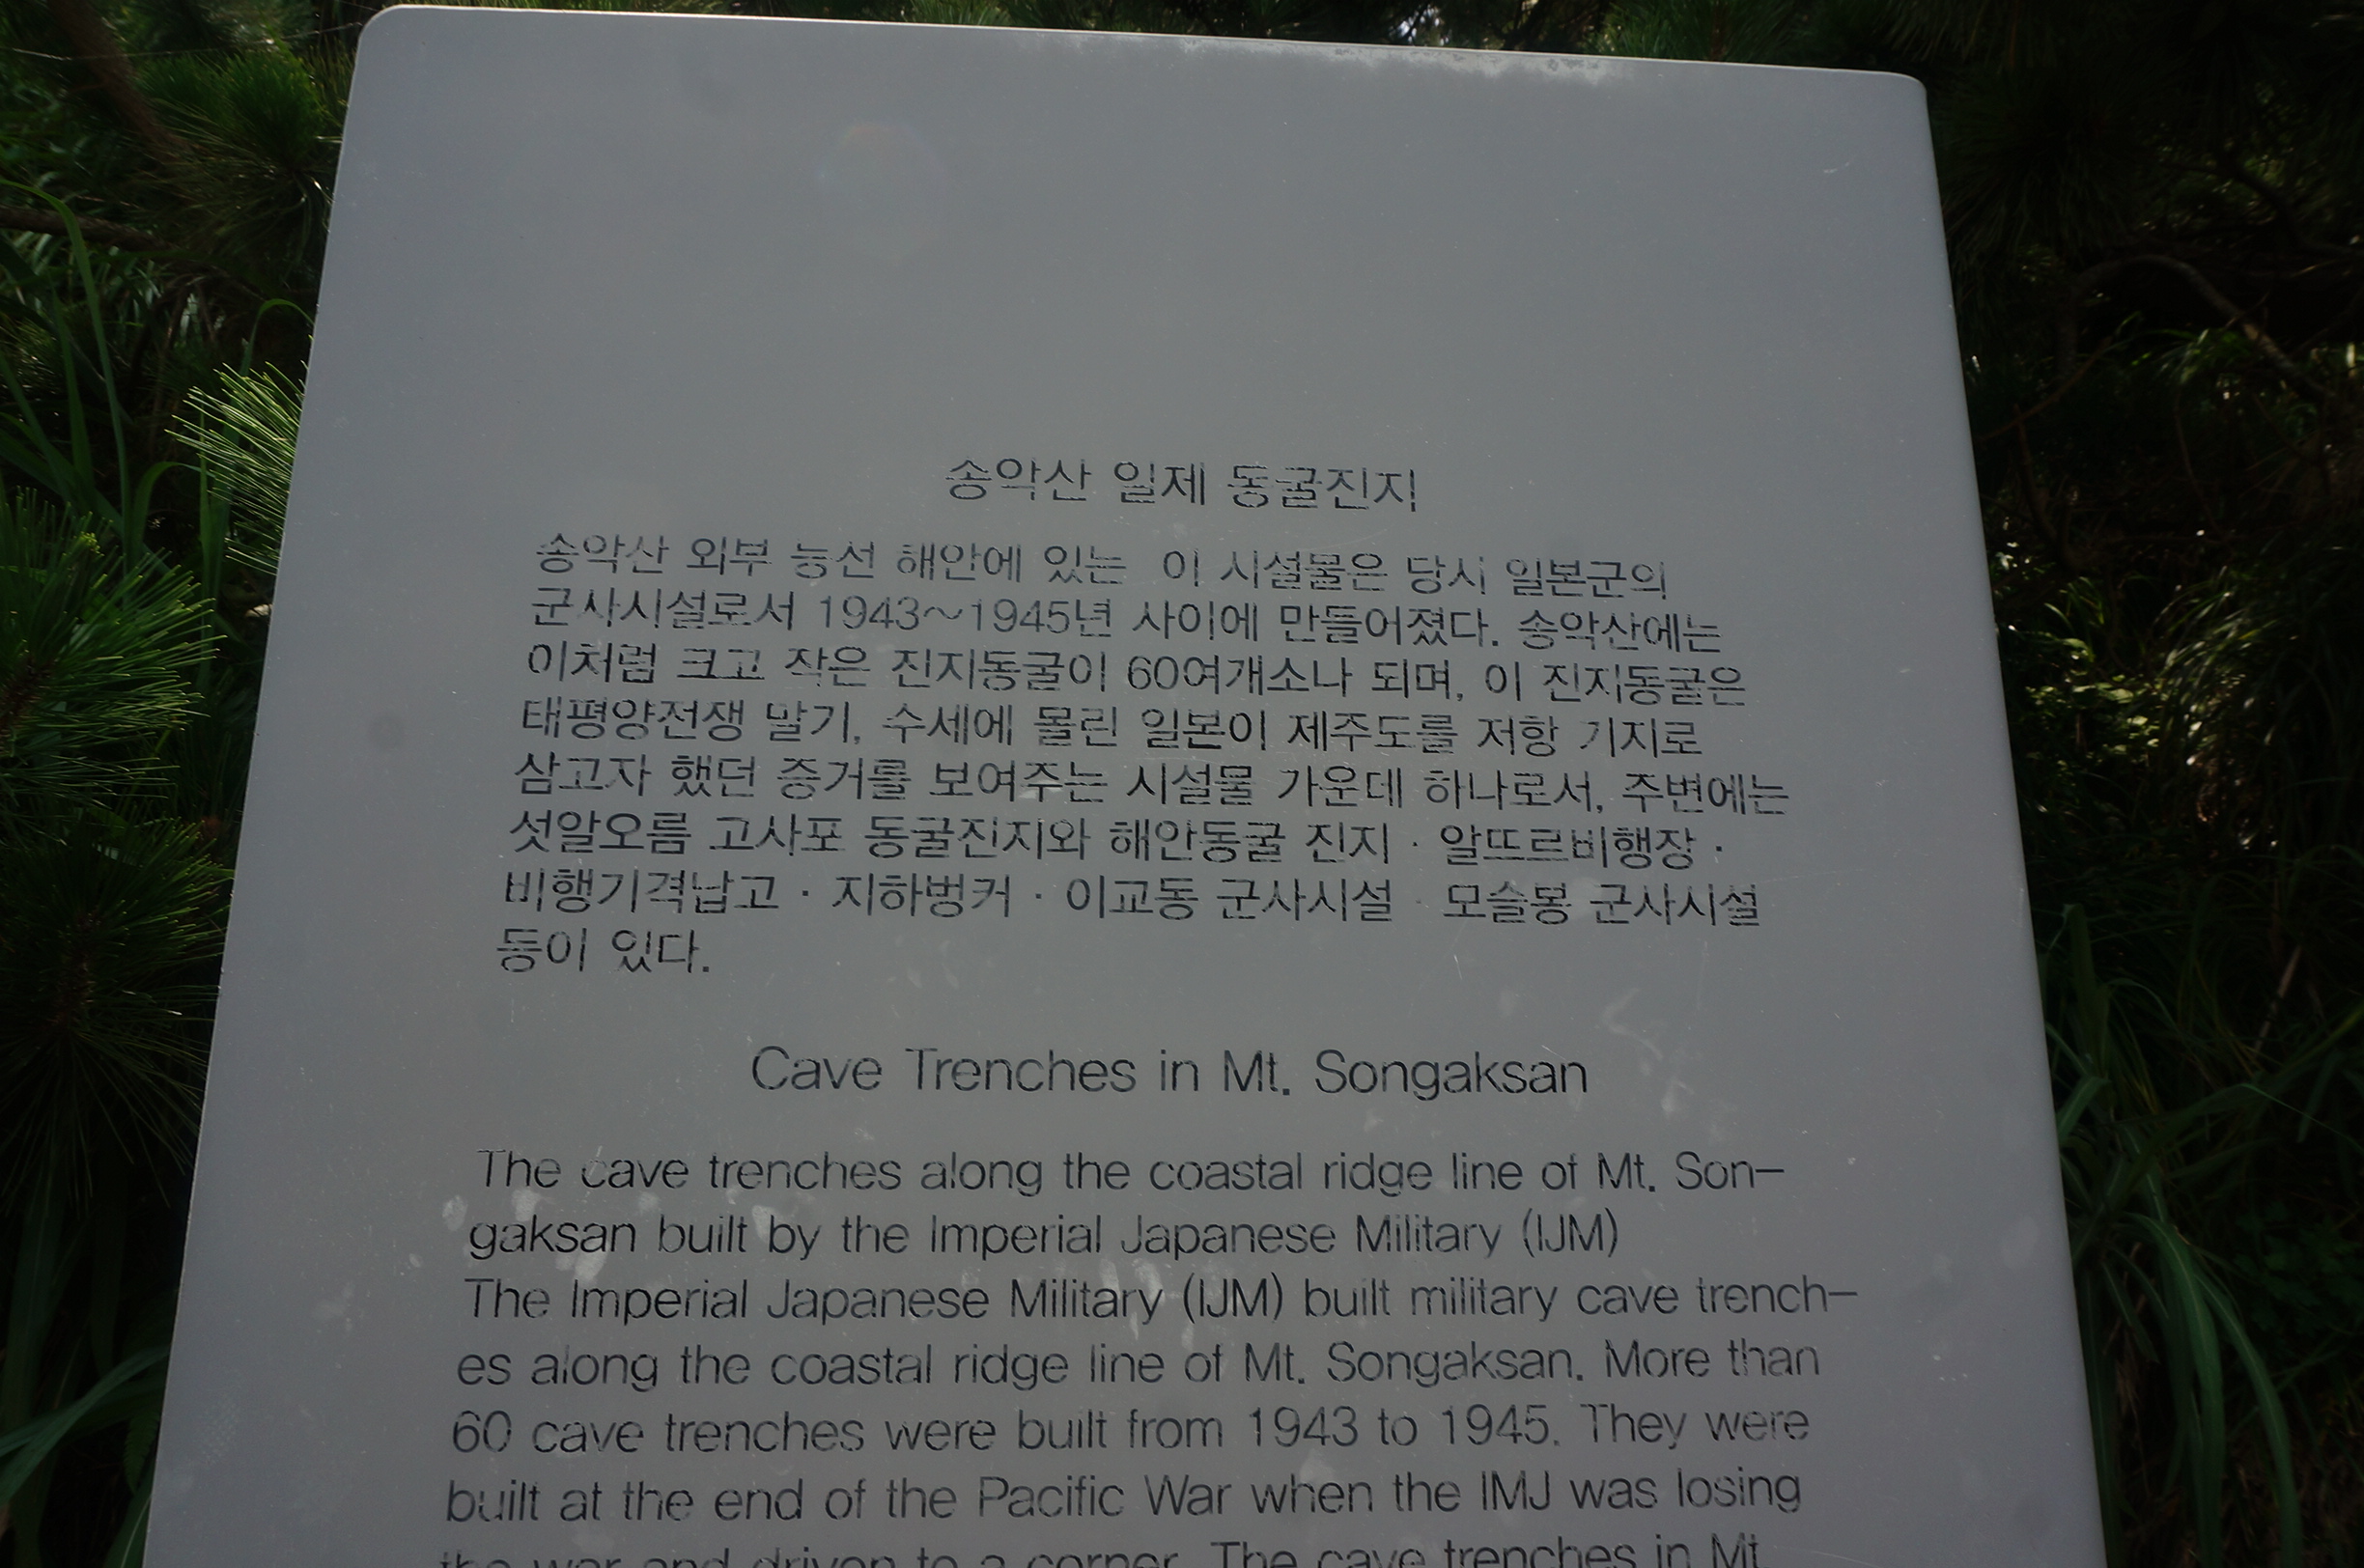 송악산 일제 동굴진지
송악산 외부 능선 해안에 있는 이 시설물은 당시 일본군의
군사시설로서 1943~1945년 사이에 만들어졌다. 송악산에는
이처럼 크고 작은 진지동굴이 60여개소나 되며, 이 진지동굴은
태평양전쟁 말기, 수세에 몰린 일본이 제주도를 저항 기지로
삼고자 했던 증거를 보여주는 시설물 가운데 하나로서, 주변에는
섯알오름 고사포 동굴진지와 해안동굴 진지 · 알뜨르비행장 ·
비행기격납고 · 지하벙커 · 이교동 군사시설 · 모슬봉 군사시설
등이 있다.
Cave Trenches in Mt. Songaksan
The cave trenches along the coastal ridge line of Mt. Son-
gaksan built by the Imperial Japanese Military (IJM)
The Imperial Japanese Military (IJM) built military cave trench-
es along the coastal ridge line of Mt. Songaksan. More than
60 cave trenches were built from 1943 to 1945. They were
built at the end of the Pacific War when the IMJ was losing
the war and driven to a corner. The cave trenches in Mt.